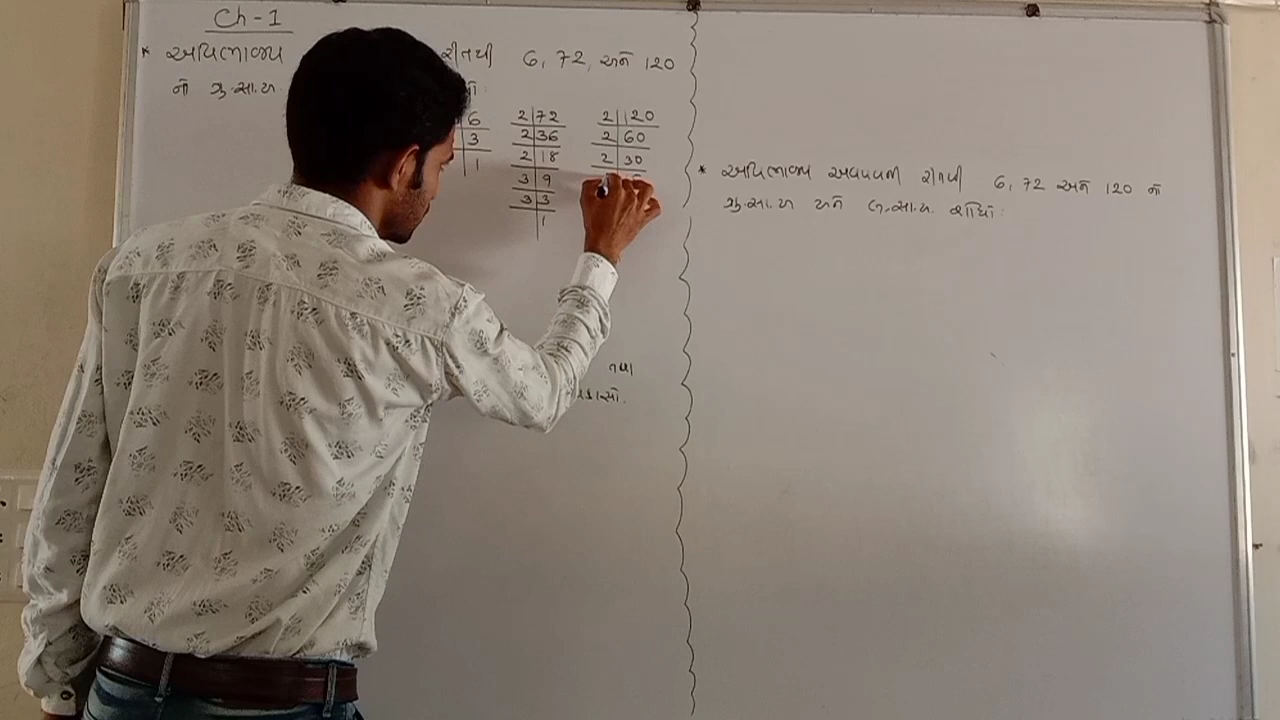 Ch-1
* અવિભાજ્ય રીતથી 6, 72, અને 120
નો ગુ.સા.અ.
6
3
1
2 72
2 36
2 18
3 9
3 3
1
2 120
2 60
2 30
તથા
* અવિભાજ્ય અવયવની રીતથી 6, 72 અને 120 નો
ગુ.સા.અ અને લ.સા.અ. શોધો: